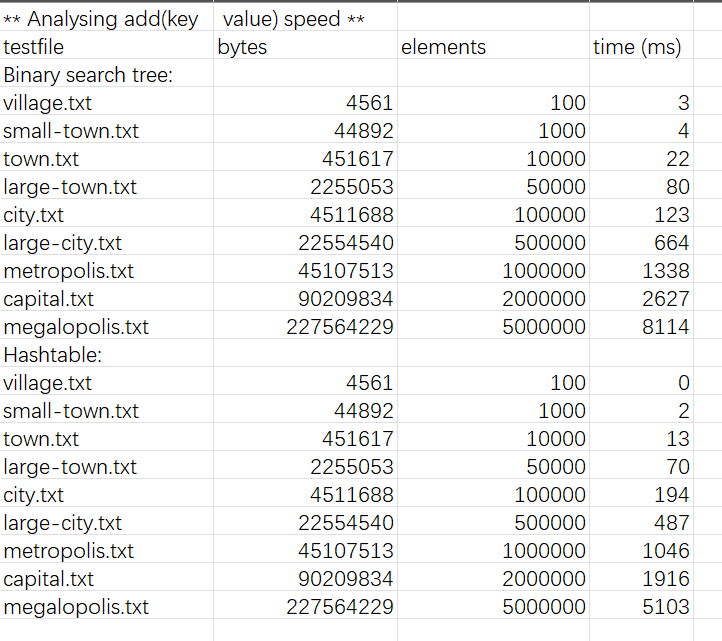 ** Analysing add(key value) speed **
testfile bytes elements time (ms)
Binary search tree:
village.txt 4561 100 3
small-town.txt 44892 1000 4
town.txt 451617 10000 22
large-town.txt 2255053 50000 80
city.txt 4511688 100000 123
large-city.txt 22554540 500000 664
metropolis.txt 45107513 1000000 1338
capital.txt 90209834 2000000 2627
megalopolis.txt 227564229 5000000 8114
Hashtable:
village.txt 4561 100 0
small-town.txt 44892 1000 2
town.txt 451617 10000 13
large-town.txt 2255053 50000 70
city.txt 4511688 100000 194
large-city.txt 22554540 500000 487
metropolis.txt 45107513 1000000 1046
capital.txt 90209834 2000000 1916
megalopolis.txt 227564229 5000000 5103